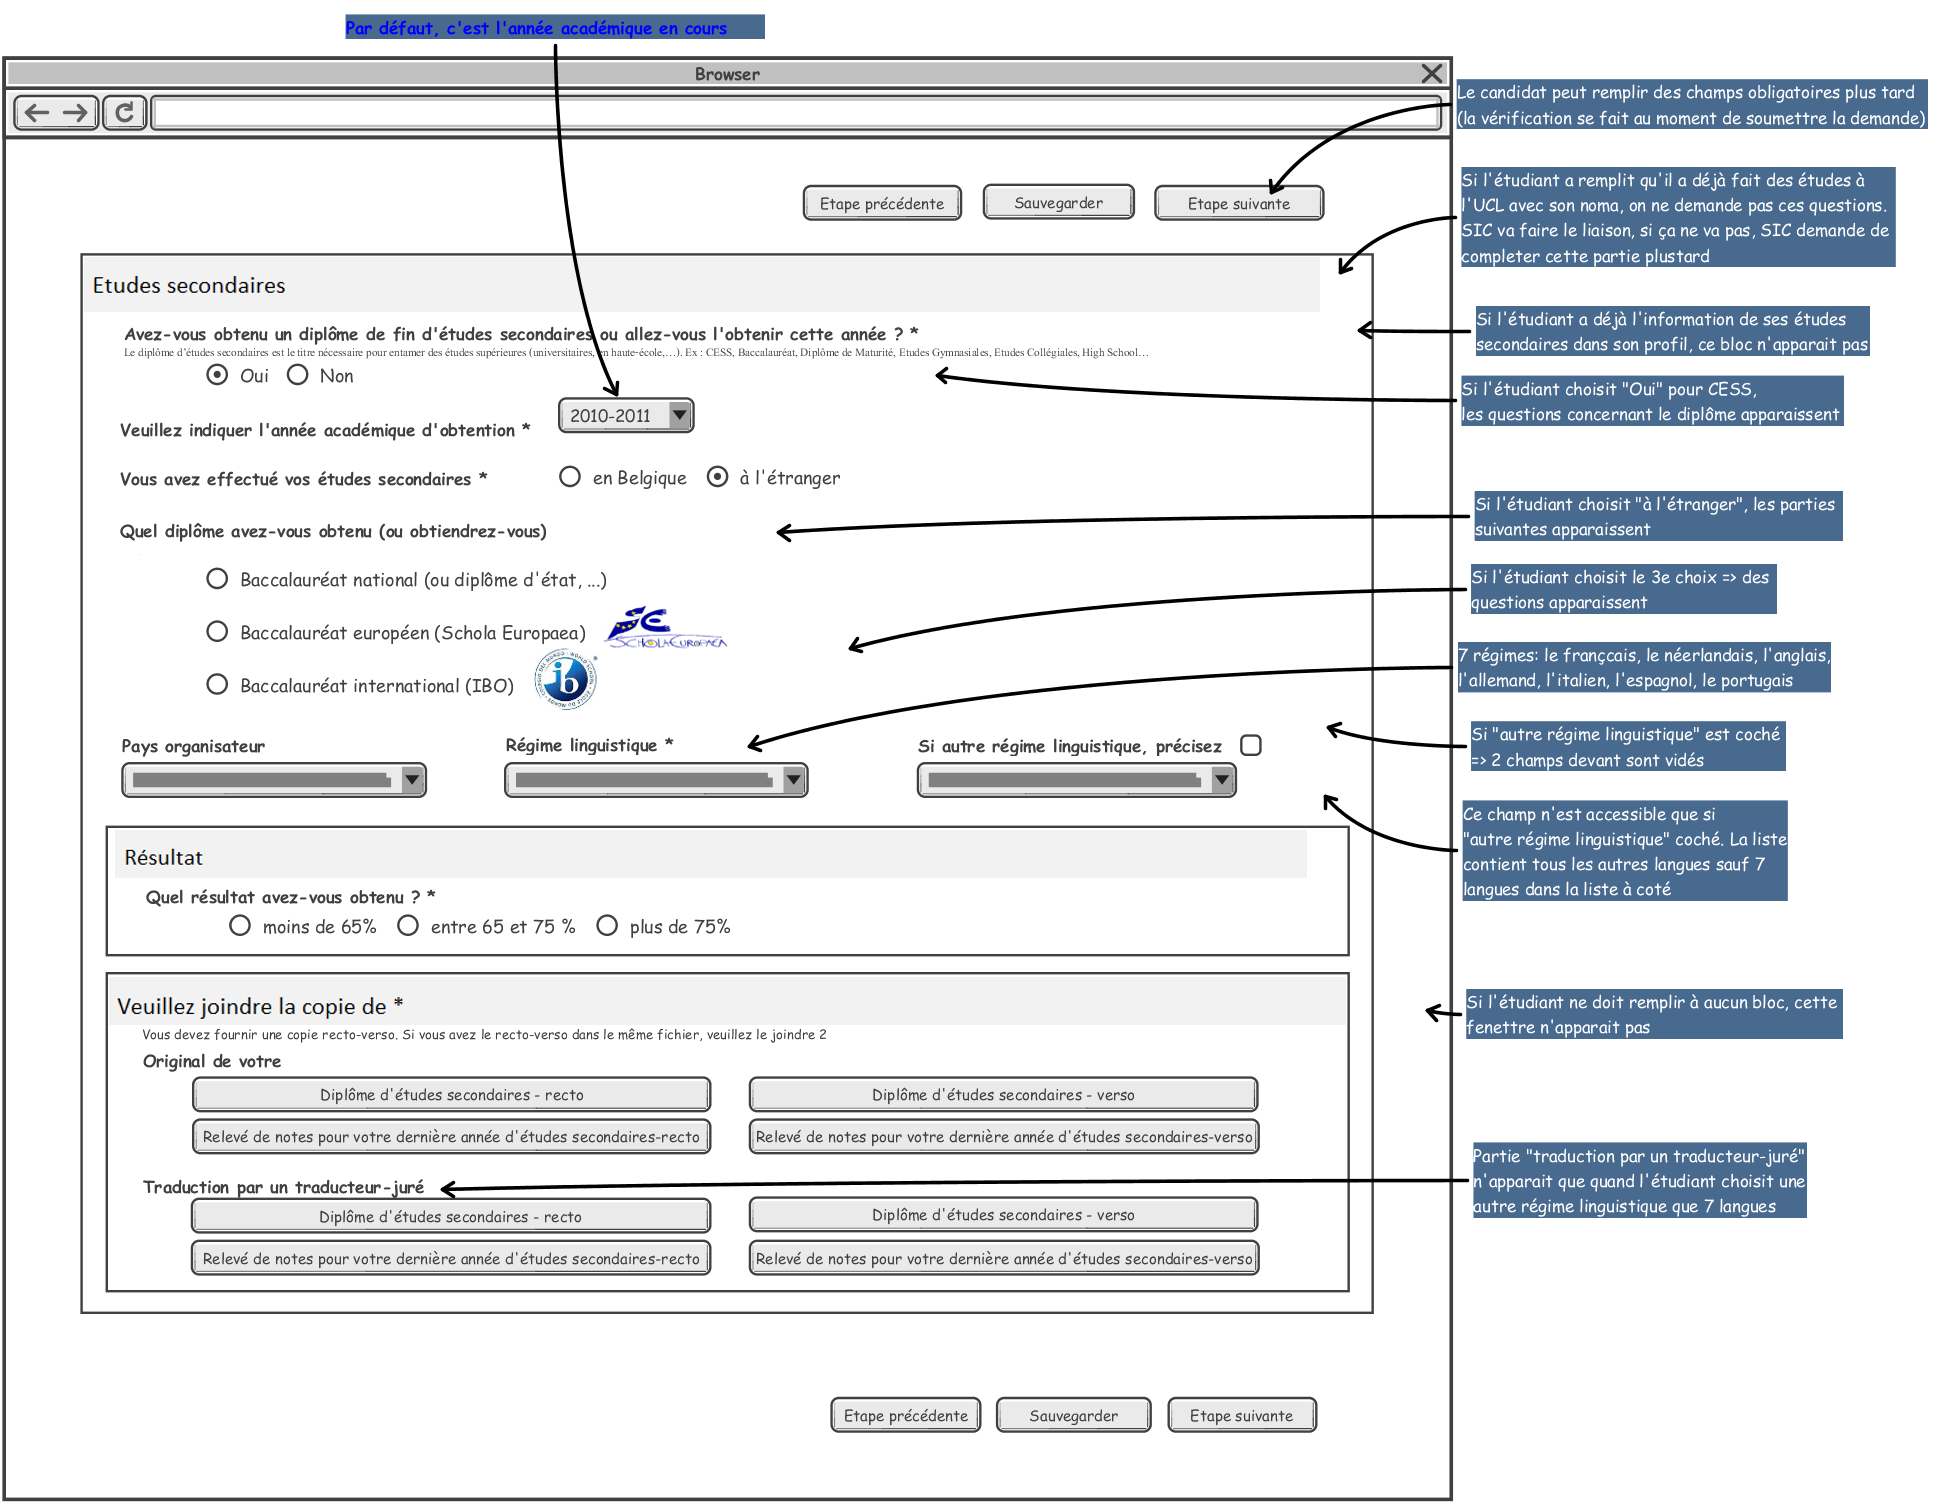 Par défaut, c'est l'année académique en cours
Browser
Le candidat peut remplir des champs obligatoires plus tard
(la vérification se fait au moment de soumettre la demande)
Etape précédente
Sauvegarder
Etape suivante
Si l'étudiant a remplit qu'il a déjà fait des études à
l'UCL avec son noma, on ne demande pas ces questions.
SIC va faire le liaison, si ça ne va pas, SIC demande de
completer cette partie plustard
Etudes secondaires
Avez-vous obtenu un diplôme de fin d'études secondaires ou allez-vous l'obtenir cette année ? *
Le diplôme d'études secondaires est le titre nécessaire pour entamer des études supérieures (universitaires, en haute-école,...). Ex : CESS, Baccalauréat, Diplôme de Maturité, Etudes Gymnasiales, Etudes Collégiales, High School...
Oui
Non
Si l'étudiant a déjà l'information de ses études
secondaires dans son profil, ce bloc n'apparait pas
Si l'étudiant choisit "Oui" pour CESS,
les questions concernant le diplôme apparaissent
Veuillez indiquer l'année académique d'obtention *
2010-2011
Vous avez effectué vos études secondaires *
en Belgique
à l'étranger
Quel diplôme avez-vous obtenu (ou obtiendrez-vous)
Si l'étudiant choisit "à l'étranger", les parties
suivantes apparaissent
Baccalauréat national (ou diplôme d'état, ...)
Si l'étudiant choisit le 3e choix => des
questions apparaissent
Baccalauréat européen (Schola Europaea)
SCHOLA EUROPAEA
Baccalauréat international (IBO)
ib
7 régimes: le françcais, le néerlandais, l'anglais,
l'allemand, l'italien, l'espagnol, le portugais
Pays organisateur
Régime linguistique *
Si autre régime linguistique, précisez
Si "autre régime linguistique" est coché
=> 2 champs devant sont vidés
Ce champ n'est accessible que si
"autre régime linguistique" coché. La liste
contient tous les autres langues sauf 7
langues dans la liste à coté
Résultat
Quel résultat avez-vous obtenu ? *
moins de 65%
entre 65 et 75 %
plus de 75%
Veuillez joindre la copie de *
Vous devez fournir une copie recto-verso. Si vous avez le recto-verso dans le même fichier, veuillez le joindre 2
Si l'étudiant ne doit remplir à aucun bloc, cette
fenettre n'apparait pas
Original de votre
Diplôme d'études secondaires - recto
Diplôme d'études secondaires - verso
Relevé de notes pour votre dernière année d'études secondaires-recto
Relevé de notes pour votre dernière année d'études secondaires-verso
Traduction par un traducteur-juré
Partie "traduction par un traducteur-juré"
n'apparait que quand l'étudiant choisit une
autre régime linguistique que 7 langues
Diplôme d'études secondaires - recto
Diplôme d'études secondaires - verso
Relevé de notes pour votre dernière année d'études secondaires-recto
Relevé de notes pour votre dernière année d'études secondaires-verso
Etape précédente
Sauvegarder
Etape suivante